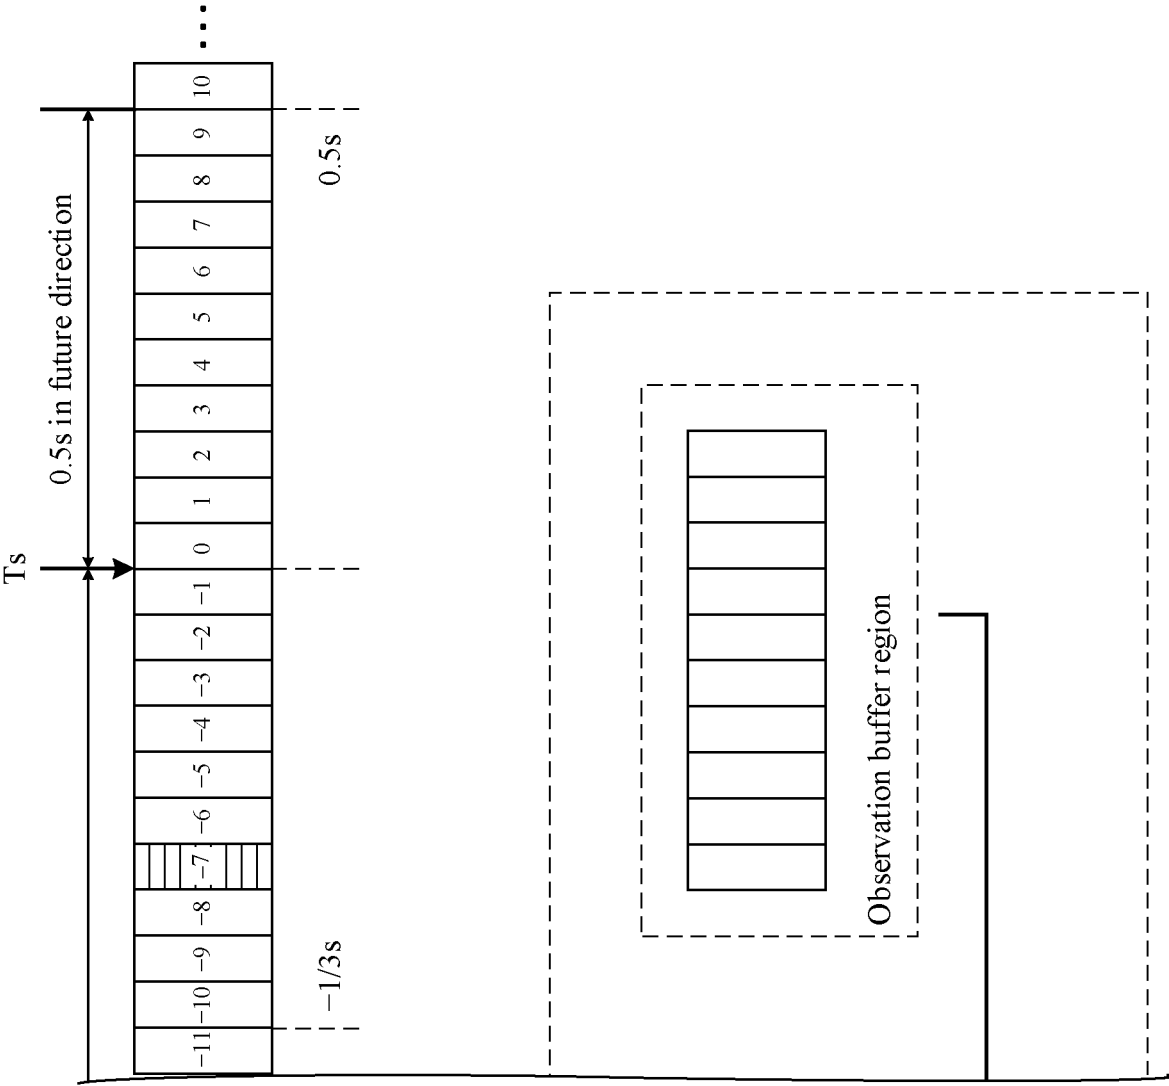 Ts
0.5s in future direction
−11 −10 −9 −8 −7 −6 −5 −4 −3 −2 −1 0 1 2 3 4 5 6 7 8 9 10 ...
−1/3s
0.5s
Observation buffer region